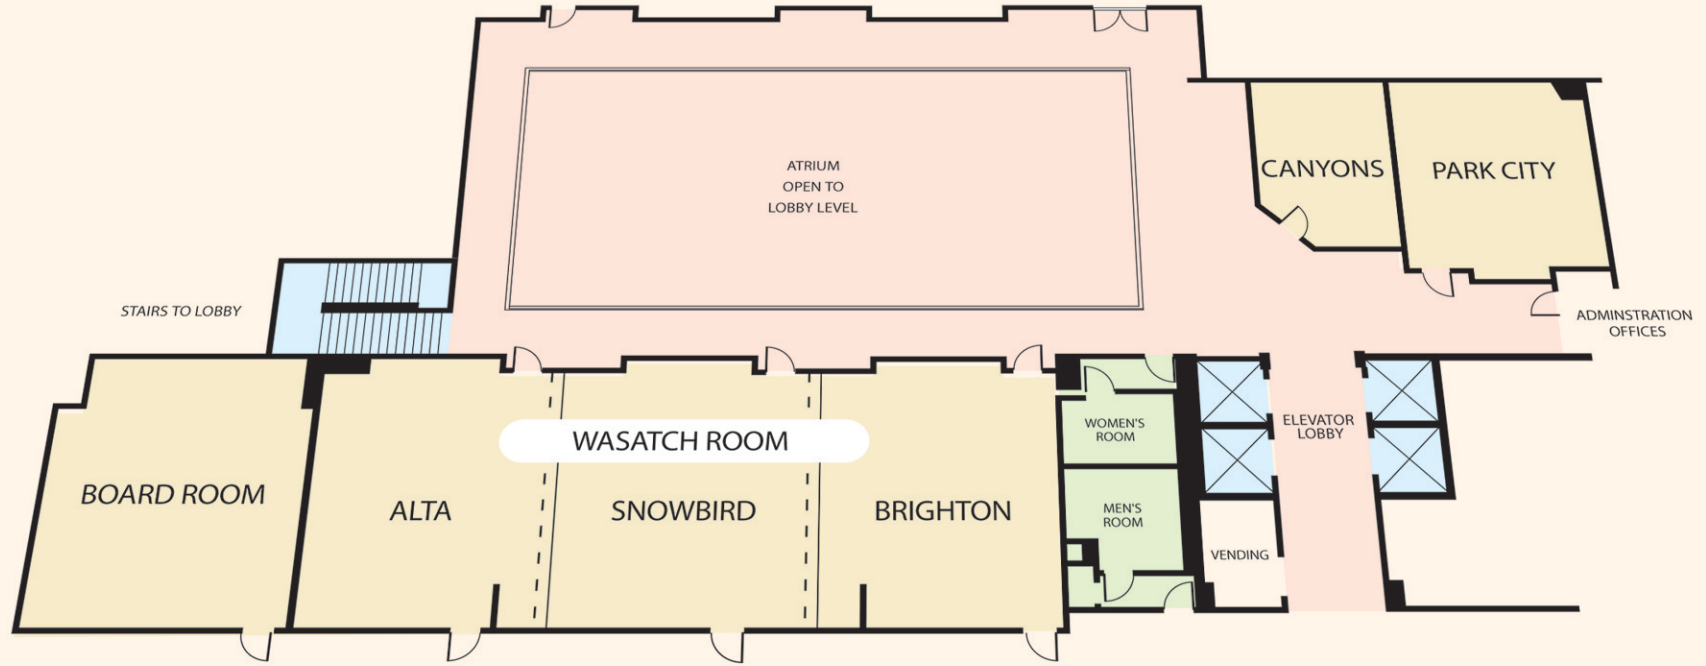 ATRIUM
OPEN TO
LOBBY LEVEL
CANYONS
PARK CITY
STAIRS TO LOBBY
ADMINSTRATION
OFFICES
WASATCH ROOM
BOARD ROOM
ALTA
SNOWBIRD
BRIGHTON
WOMEN'S
ROOM
MEN'S
ROOM
ELEVATOR
LOBBY
VENDING